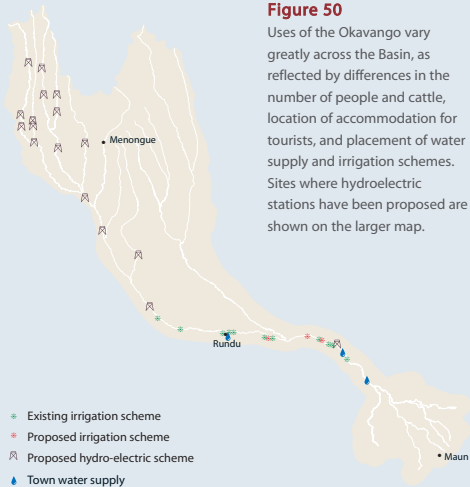 Figure 50
Uses of the Okavango vary
greatly across the Basin, as
reflected by differences in the
number of people and cattle,
location of accommodation for
tourists, and placement of water
supply and irrigation schemes.
Sites where hydroelectric
stations have been proposed are
shown on the larger map.
Menongue
Rundu
Maun
Existing irrigation scheme
Proposed irrigation scheme
Proposed hydro-electric scheme
Town water supply